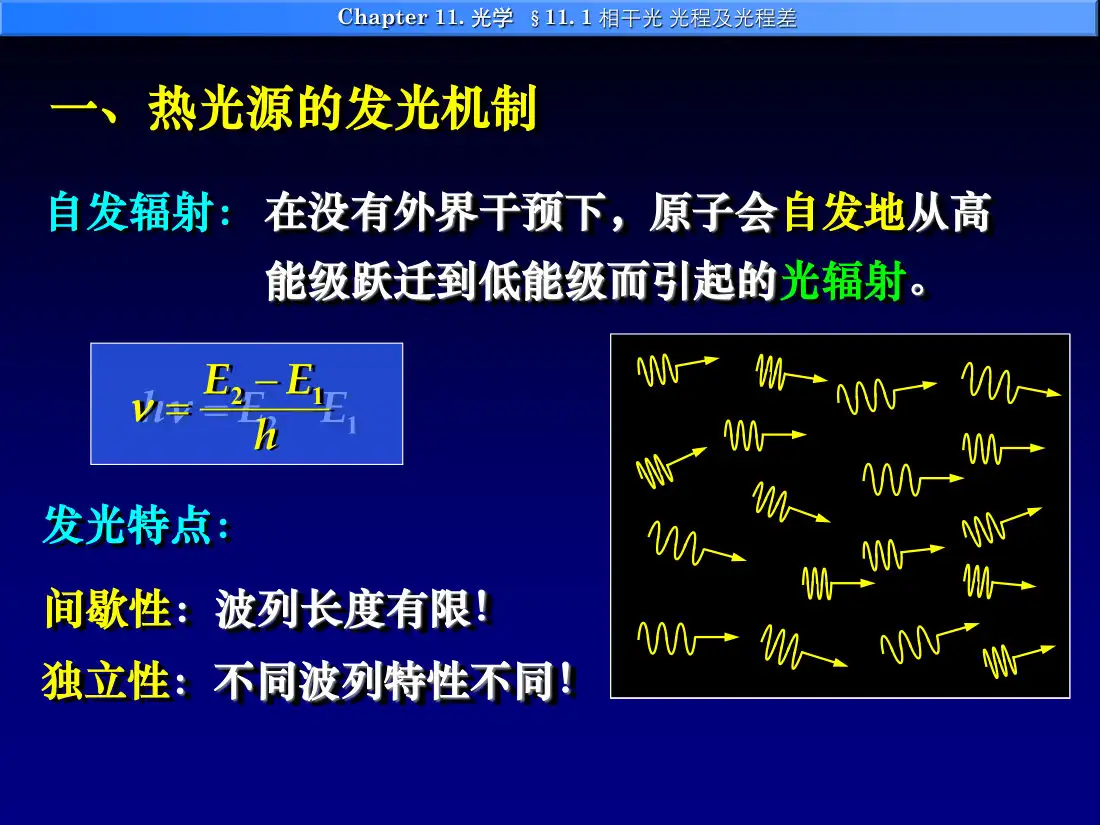 Chapter 11. 光学 §11. 1 相干光 光程及光程差
一、热光源的发光机制
自发辐射： 在没有外界干预下，原子会自发地从高
能级跃迁到低能级而引起的光辐射。
hν = E₂ − E₁
ν = (E₂ − E₁) / h
发光特点：
间歇性：波列长度有限！
独立性：不同波列特性不同！